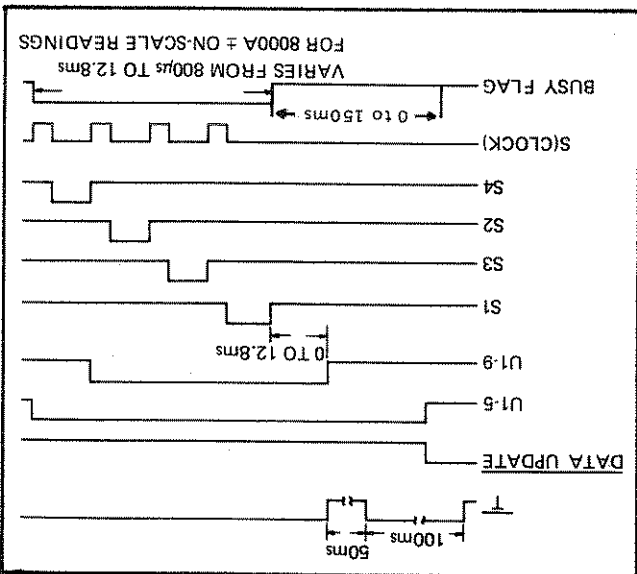 100ms
50ms
T
DATA UPDATE
U1-5
U1-9
0 TO 12.8ms
S1
S3
S2
S4
S(CLOCK)
0 to 150ms
BUSY FLAG
VARIES FROM 800µs TO 12.8ms
FOR 8000A ± ON-SCALE READINGS